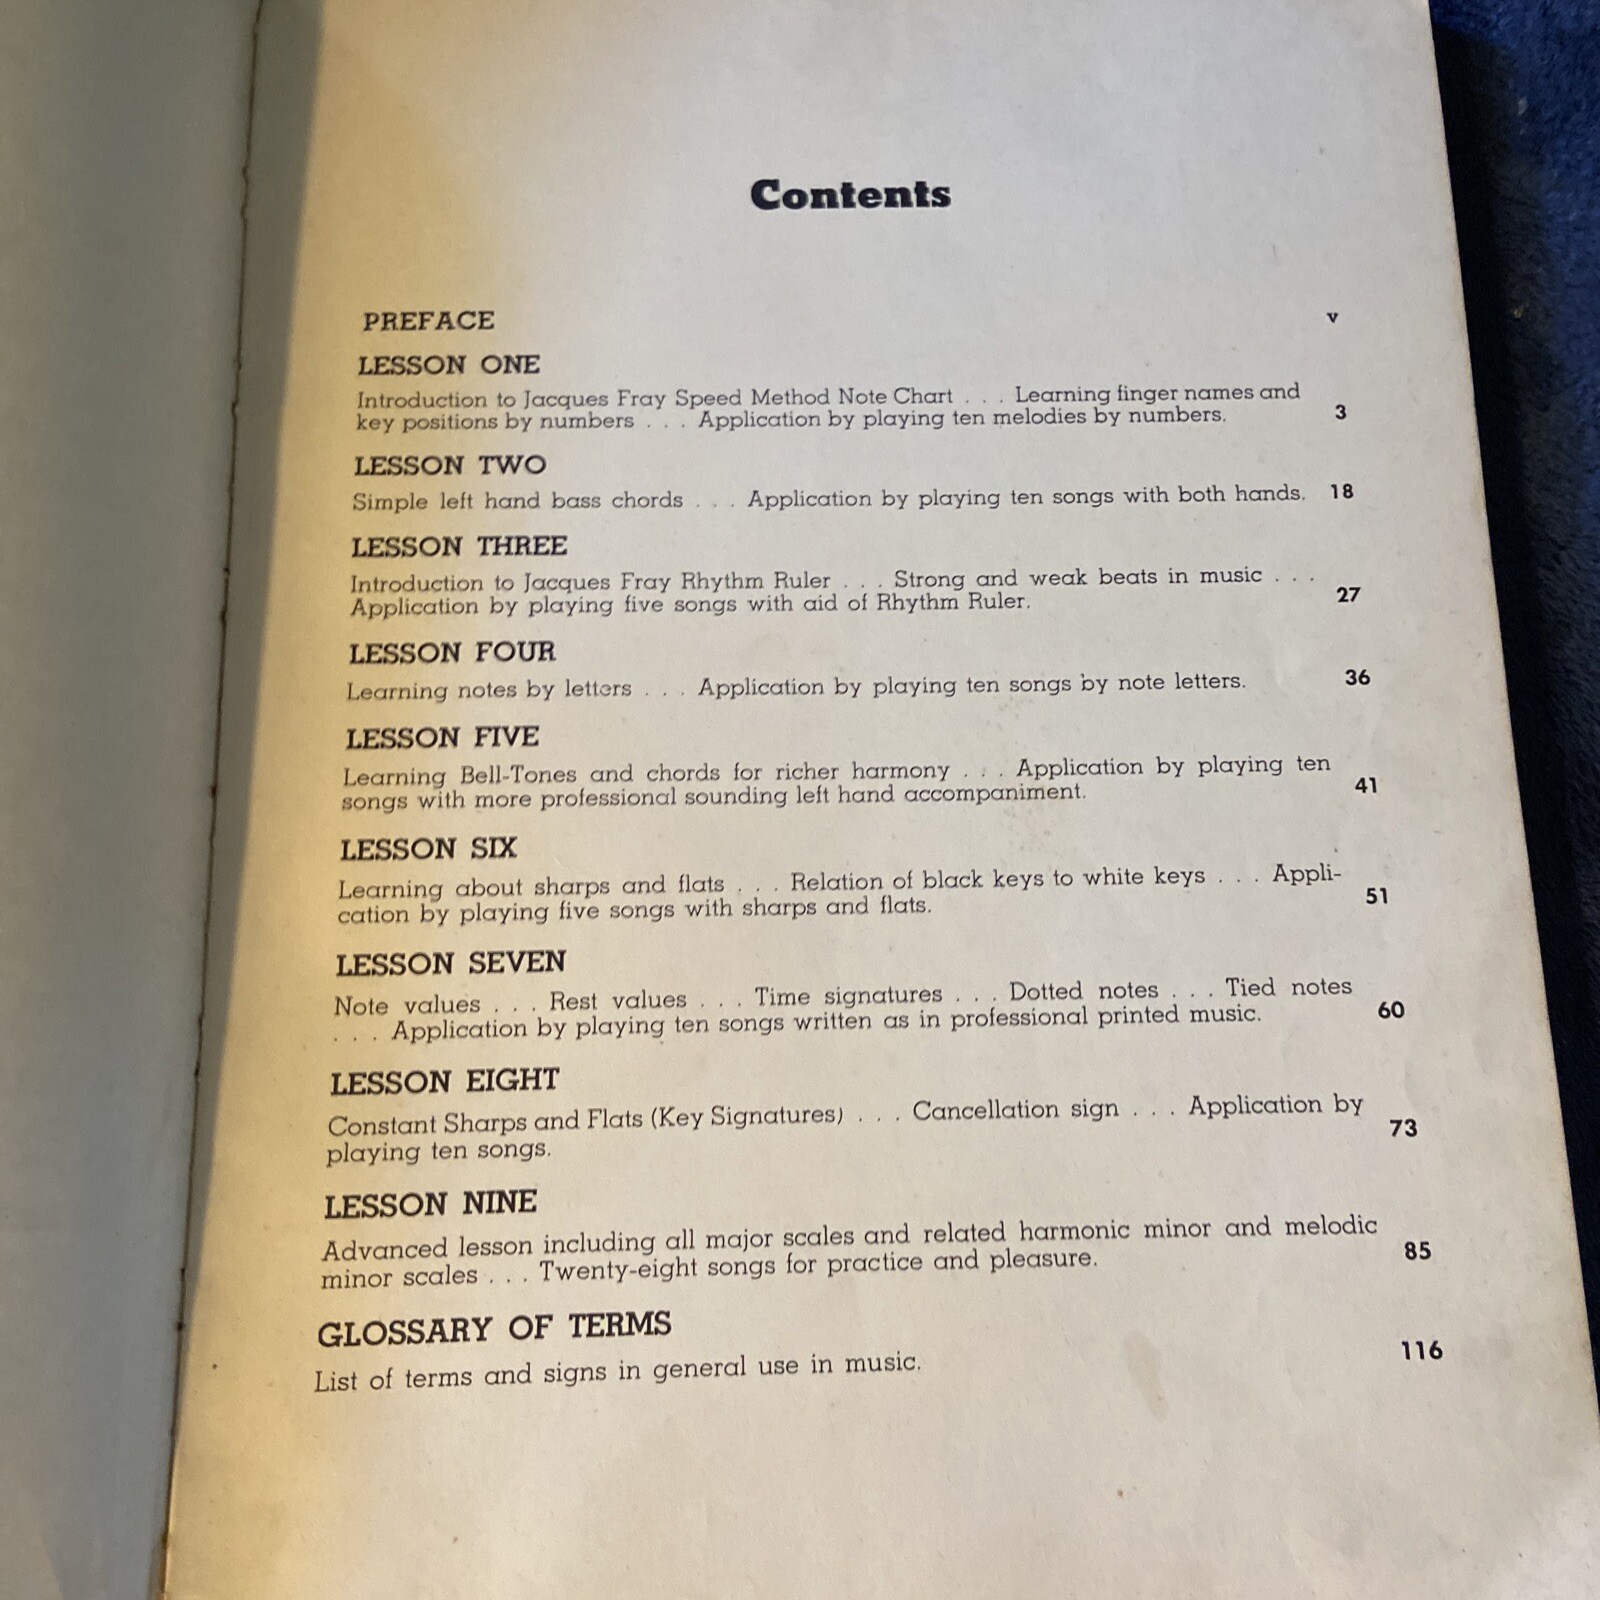 Contents
PREFACE v
LESSON ONE
Introduction to Jacques Fray Speed Method Note Chart . . . Learning finger names and
key positions by numbers . . . Application by playing ten melodies by numbers. 3
LESSON TWO
Simple left hand bass chords . . . Application by playing ten songs with both hands. 18
LESSON THREE
Introduction to Jacques Fray Rhythm Ruler . . . Strong and weak beats in music . . .
Application by playing five songs with aid of Rhythm Ruler. 27
LESSON FOUR
Learning notes by letters . . . Application by playing ten songs by note letters. 36
LESSON FIVE
Learning Bell-Tones and chords for richer harmony . . . Application by playing ten
songs with more professional sounding left hand accompaniment. 41
LESSON SIX
Learning about sharps and flats . . . Relation of black keys to white keys . . . Appli-
cation by playing five songs with sharps and flats. 51
LESSON SEVEN
Note values . . . Rest values . . . Time signatures . . . Dotted notes . . . Tied notes
. . . Application by playing ten songs written as in professional printed music. 60
LESSON EIGHT
Constant Sharps and Flats (Key Signatures) . . . Cancellation sign . . . Application by
playing ten songs. 73
LESSON NINE
Advanced lesson including all major scales and related harmonic minor and melodic
minor scales . . . Twenty-eight songs for practice and pleasure. 85
GLOSSARY OF TERMS
List of terms and signs in general use in music. 116